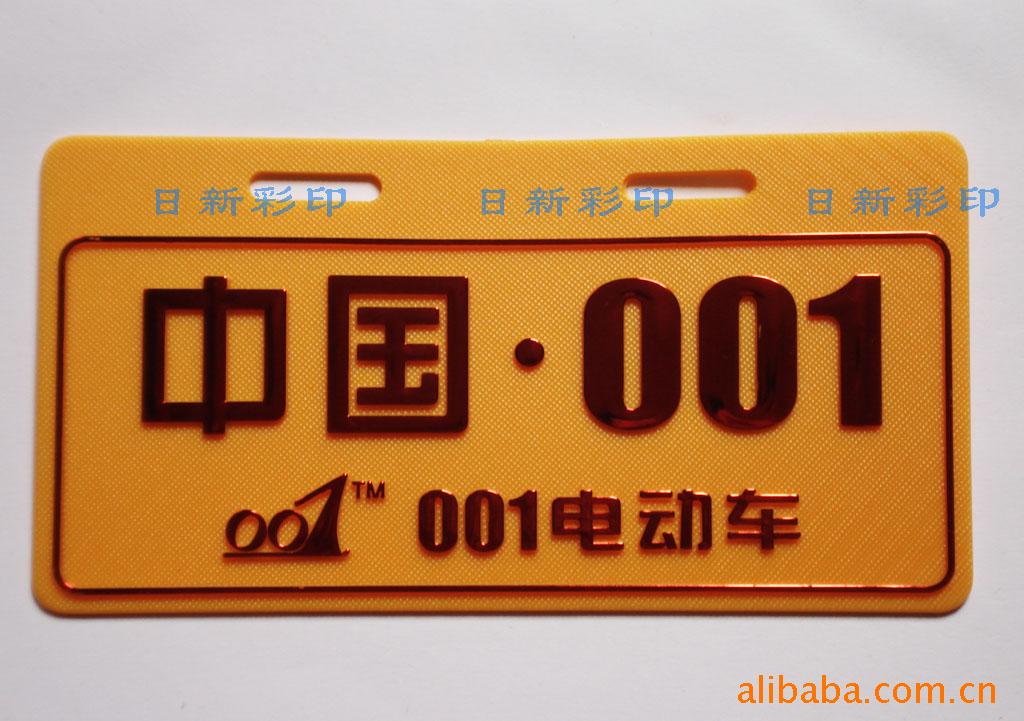 日新彩印 日新彩印 日新彩印
中国·001
001™ 001电动车
alibaba.com.cn